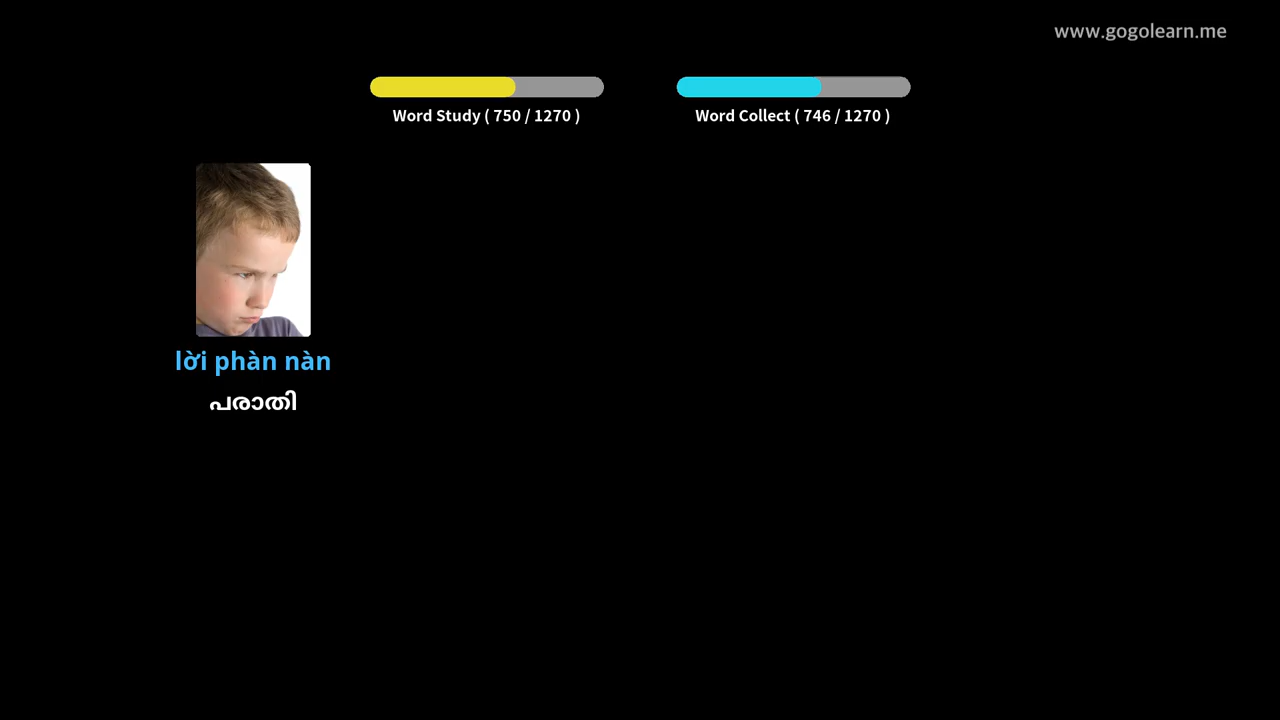 www.gogolearn.me
Word Study ( 750 / 1270 )
Word Collect ( 746 / 1270 )
lời phàn nàn
പരാതി